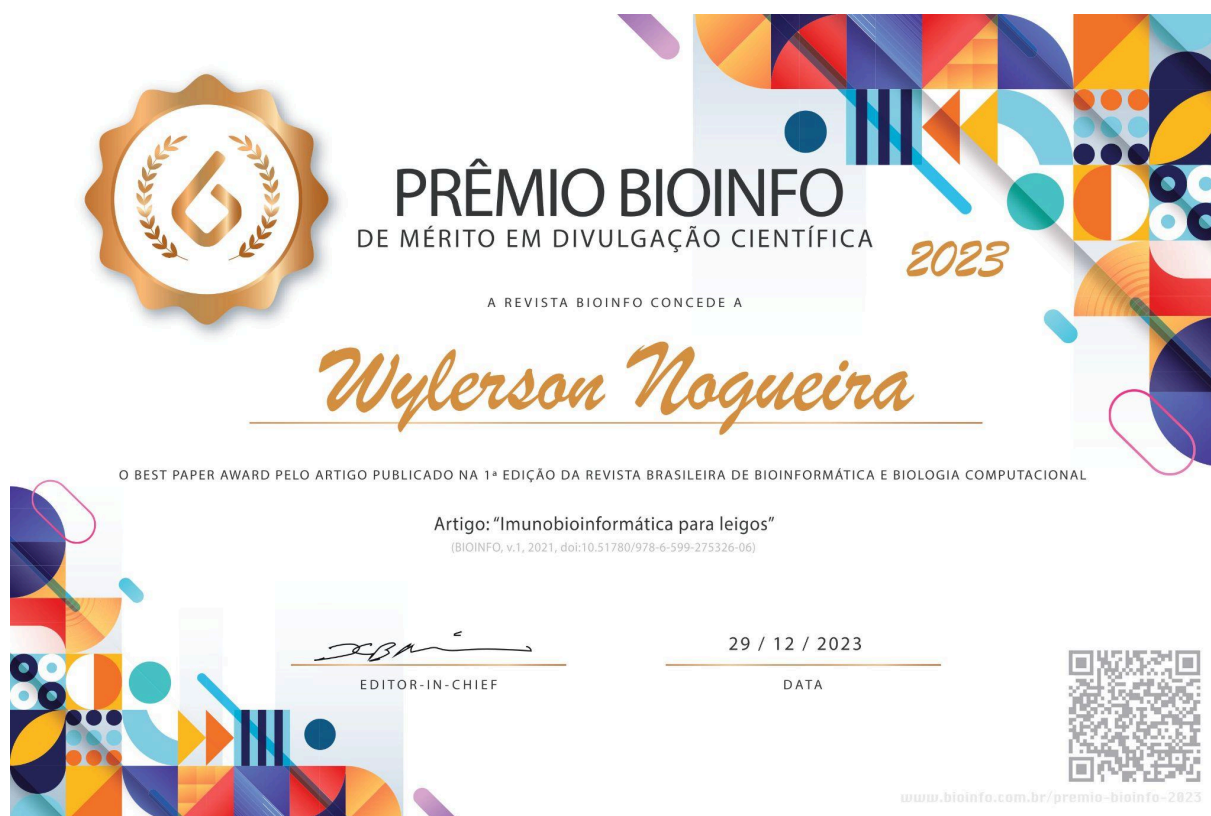 PRÊMIO BIOINFO
DE MÉRITO EM DIVULGAÇÃO CIENTÍFICA
2023
A REVISTA BIOINFO CONCEDE A
Wylerson Nogueira
O BEST PAPER AWARD PELO ARTIGO PUBLICADO NA 1ª EDIÇÃO DA REVISTA BRASILEIRA DE BIOINFORMÁTICA E BIOLOGIA COMPUTACIONAL
Artigo: “Imunobioinformática para leigos”
(BIOINFO, v.1, 2021, doi:10.51780/978-6-599-275326-06)
29 / 12 / 2023
EDITOR-IN-CHIEF
DATA
www.bioinfo.com.br/premio-bioinfo-2023